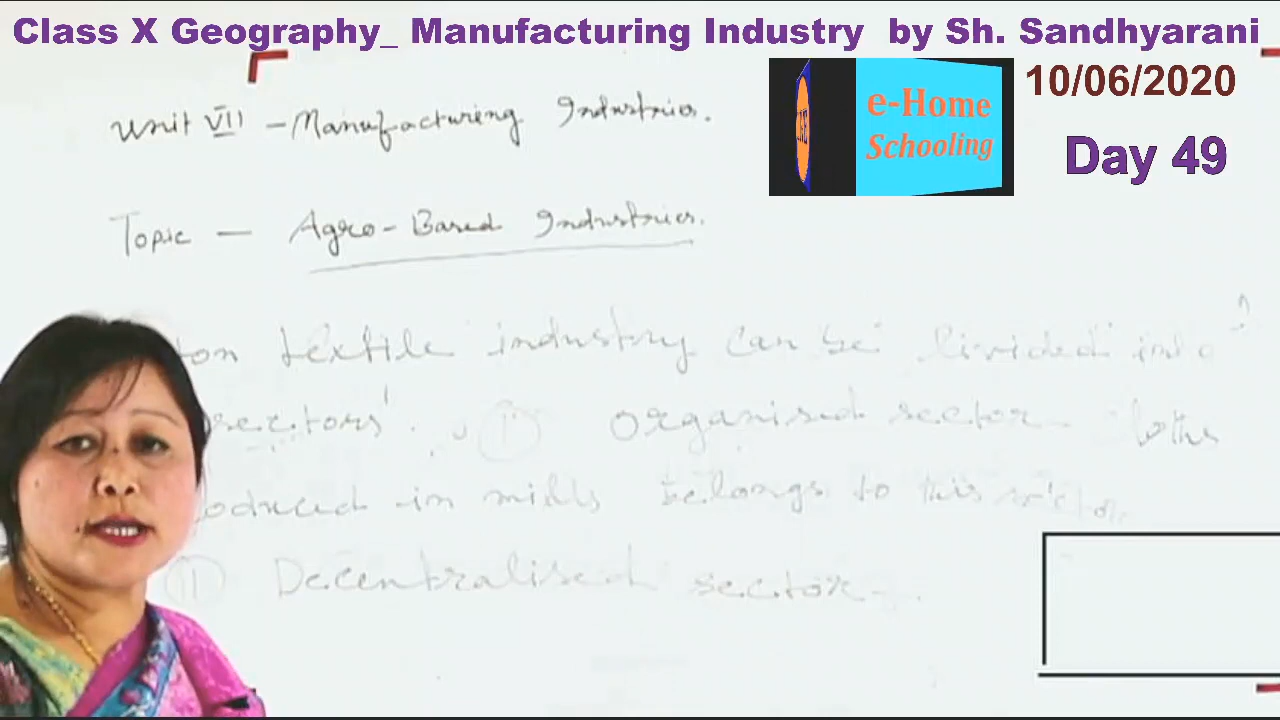 Class X Geography_ Manufacturing Industry by Sh. Sandhyarani
10/06/2020
e-Home
Schooling
Day 49
Unit VII - Manufacturing Industries.
Topic - Agro-Based Industries.
textile industry can be divided into
sectors'. organised sector-
in mills belongs to this sector
II Decentralised sector-.